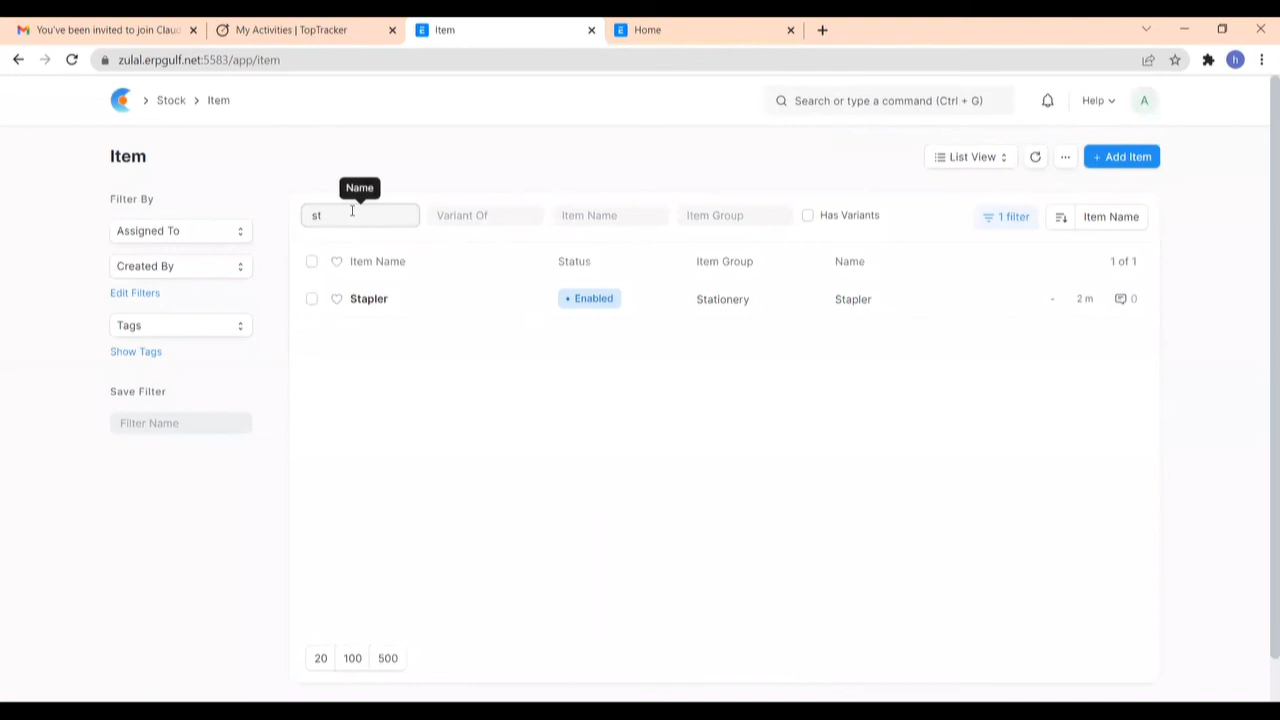 You've been invited to join Clau
My Activities | TopTracker
Item
Home
zulal.erpgulf.net:5583/app/item
Stock > Item
Search or type a command (Ctrl + G)
Help
A
h
Item
List View
+ Add Item
Filter By
Name
st
Variant Of
Item Name
Item Group
Has Variants
1 filter
Item Name
Assigned To
Created By
Edit Filters
Tags
Show Tags
Save Filter
Filter Name
Item Name
Status
Item Group
Name
1 of 1
Stapler
Enabled
Stationery
Stapler
-
2 m
0
20
100
500